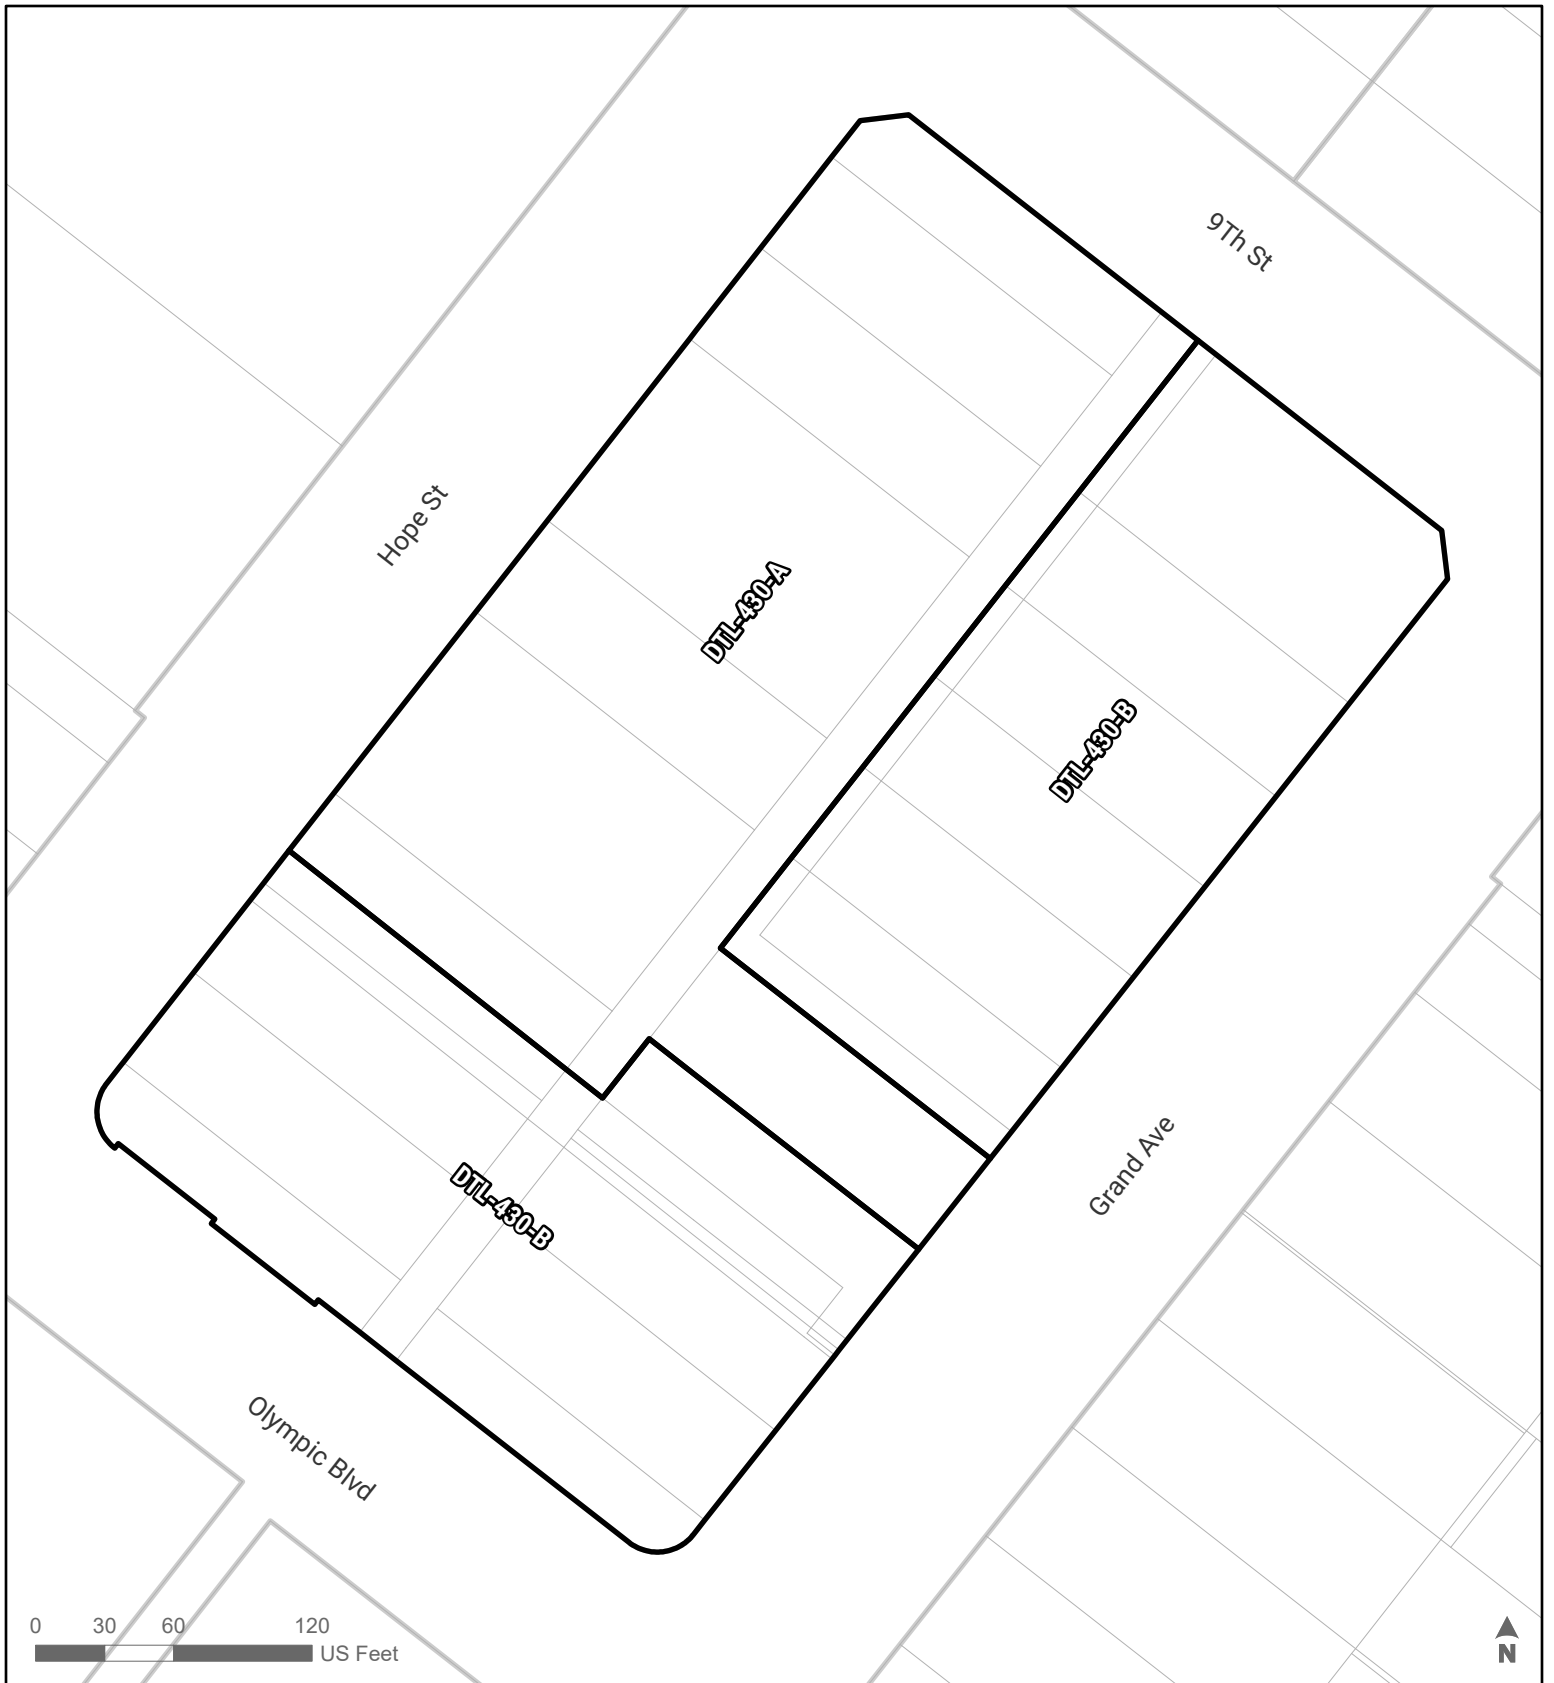 9Th St
Hope St
DTL-430-A
DTL-430-B
Grand Ave
DTL-430-B
Olympic Blvd
0 30 60 120
US Feet
N